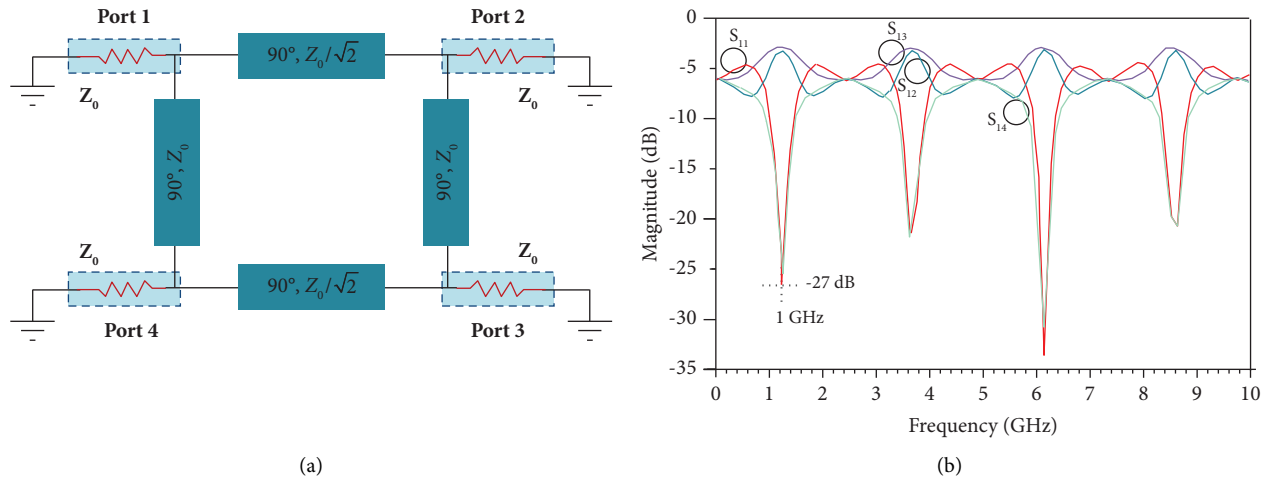 Port 1
Port 2
90°, Z₀/√2
Z₀
Z₀
90°, Z₀
90°, Z₀
Z₀
Z₀
90°, Z₀/√2
Port 4
Port 3
(a)
0
-5
-10
-15
-20
-25
-30
-35
Magnitude (dB)
S₁₁
S₁₃
S₁₂
S₁₄
-27 dB
1 GHz
0 1 2 3 4 5 6 7 8 9 10
Frequency (GHz)
(b)